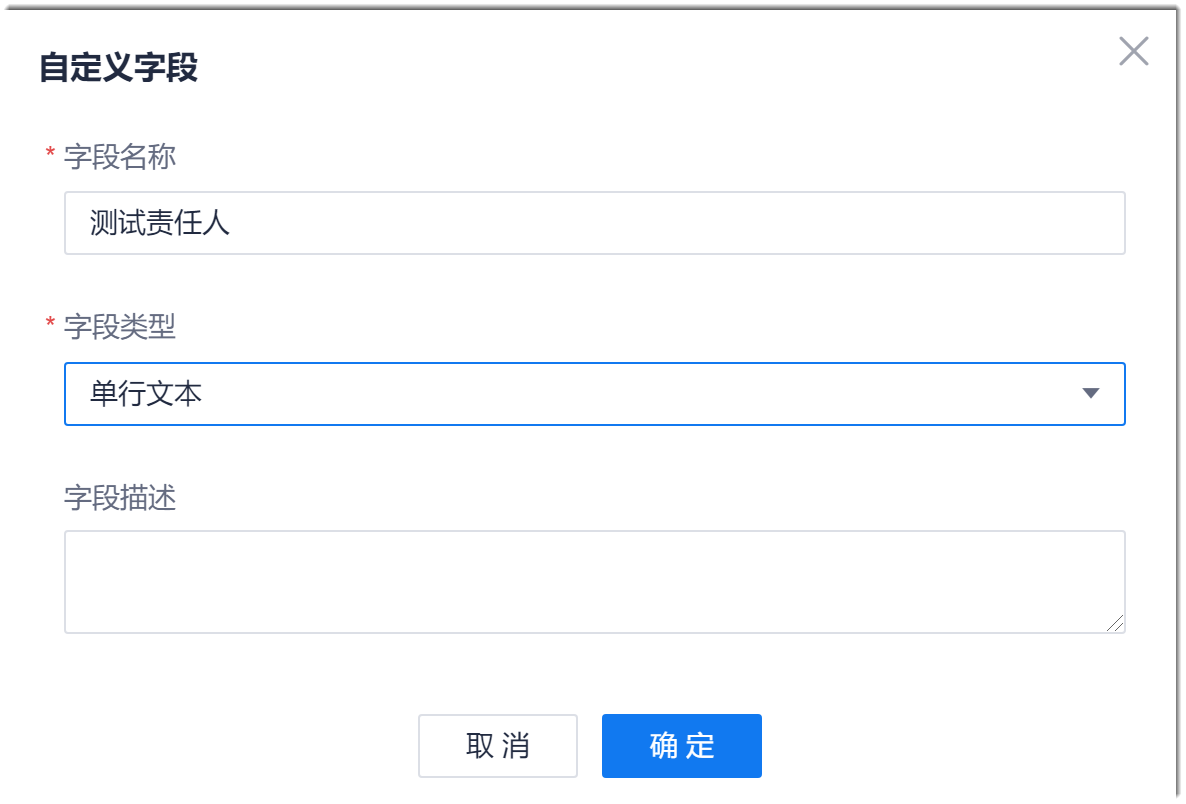 自定义字段
* 字段名称
测试责任人
* 字段类型
单行文本
字段描述
取 消
确 定